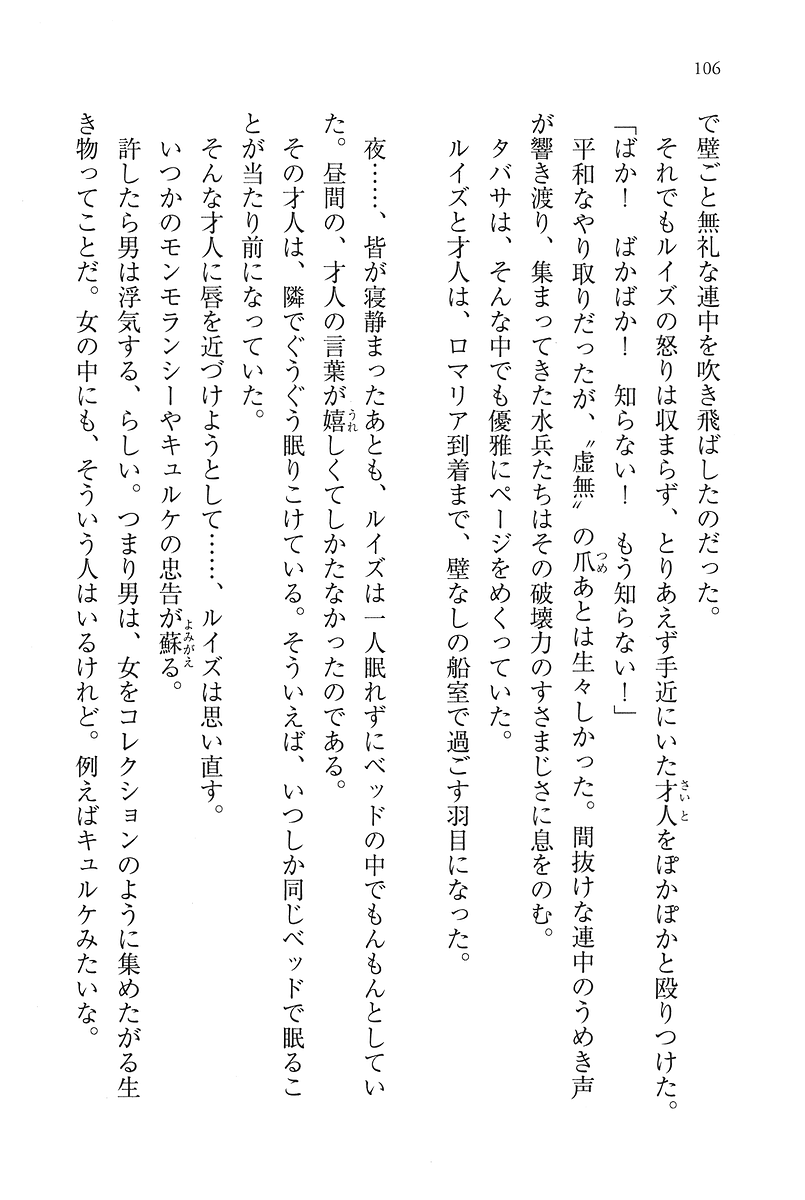 106
で壁ごと無礼な連中を吹き飛ばしたのだった。
それでもルイズの怒りは収まらず、とりあえず手近にいた才人をぽかぽかと殴りつけた。
さいと
「ばか！　ばかばか！　知らない！　もう知らない！」
平和なやり取りだったが、〝虚無〟の爪あとは生々しかった。間抜けな連中のうめき声
つめ
が響き渡り、集まってきた水兵たちはその破壊力のすさまじさに息をのむ。
タバサは、そんな中でも優雅にページをめくっていた。
ルイズと才人は、ロマリア到着まで、壁なしの船室で過ごす羽目になった。
夜……、皆が寝静まったあとも、ルイズは一人眠れずにベッドの中でもんもんとしてい
た。昼間の、才人の言葉が嬉しくてしかたなかったのである。
うれ
その才人は、隣でぐうぐう眠りこけている。そういえば、いつしか同じベッドで眠るこ
とが当たり前になっていた。
そんな才人に唇を近づけようとして……、ルイズは思い直す。
いつかのモンモランシーやキュルケの忠告が蘇る。
よみがえ
許したら男は浮気する、らしい。つまり男は、女をコレクションのように集めたがる生
き物ってことだ。女の中にも、そういう人はいるけれど。例えばキュルケみたいな。